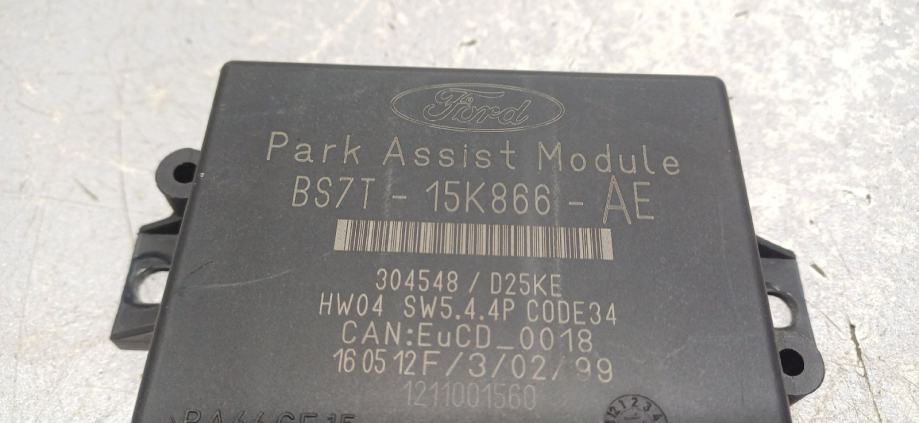 Ford
Park Assist Module
BS7T - 15K866 - AE
304548 / D25KE
HW04 SW5.4.4P CODE34
CAN:EuCD_0018
16 05 12F/3/02/99
1211001560